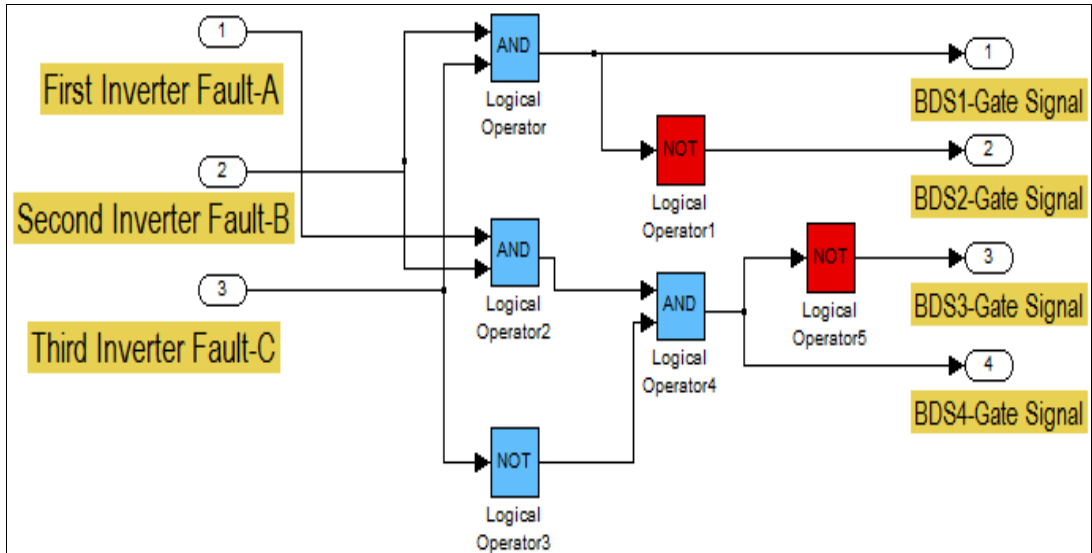 1
First Inverter Fault-A
2
Second Inverter Fault-B
3
Third Inverter Fault-C
AND
Logical
Operator
NOT
Logical
Operator1
AND
Logical
Operator2
AND
Logical
Operator4
NOT
Logical
Operator5
NOT
Logical
Operator3
1
BDS1-Gate Signal
2
BDS2-Gate Signal
3
BDS3-Gate Signal
4
BDS4-Gate Signal